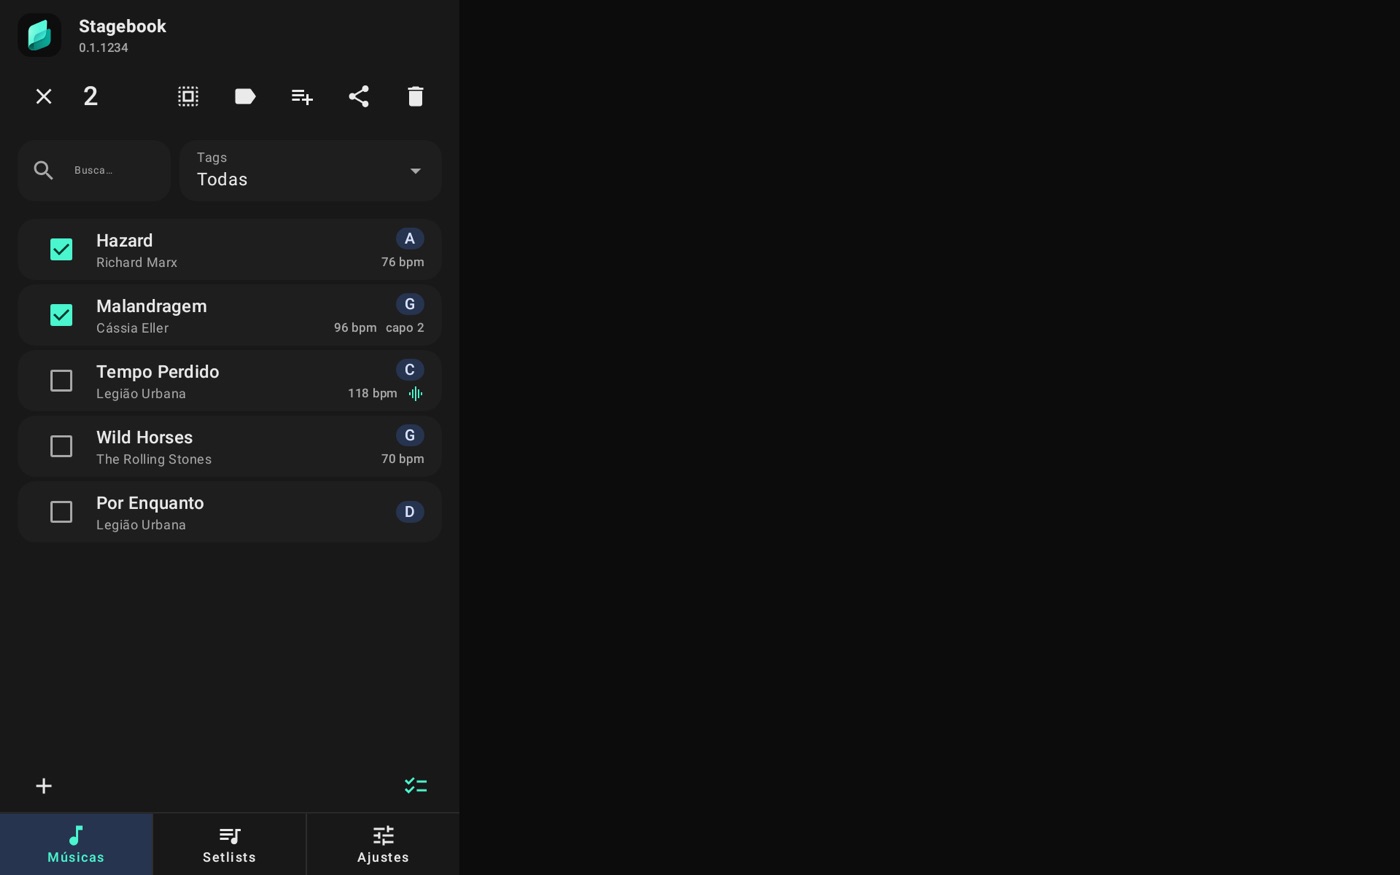 Stagebook
0.1.1234
2
Busca…
Tags
Todas
Hazard
A
Richard Marx
76 bpm
Malandragem
G
Cássia Eller
96 bpm capo 2
Tempo Perdido
C
Legião Urbana
118 bpm
Wild Horses
G
The Rolling Stones
70 bpm
Por Enquanto
D
Legião Urbana
Músicas
Setlists
Ajustes